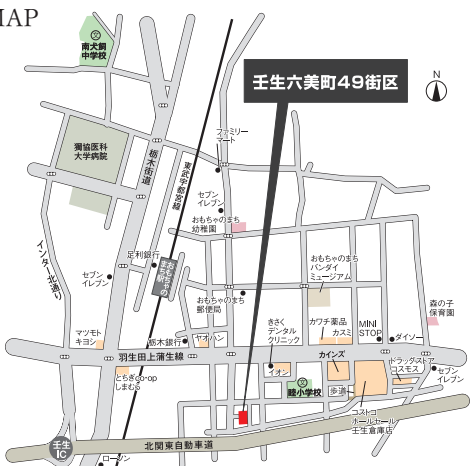 MAP
文
南犬飼
中学校
壬生六美町49街区
N
ファミリー
マート
獨協医科
大学病院
栃木街道
東武宇都宮線
セブン
イレブン
おもちゃのまち
幼稚園
インター北通り
足利銀行
おもちゃの
まち駅
セブン
イレブン
おもちゃのまち
バンダイ
ミュージアム
おもちゃのまち
郵便局
森の子
保育園
マツモト
キヨシ
栃木銀行
ヤオハン
きさく
デンタル
クリニック
カワチ薬品
カスミ
MINI
STOP
ダイソー
羽生田上蒲生線
カインズ
イオン
ドラッグストア
コスモス
セブン
イレブン
とちぎco-op
しまむら
文
睦小学校
歩道
コストコ
ホールセール
壬生倉庫店
壬生
IC
北関東自動車道
ローソン